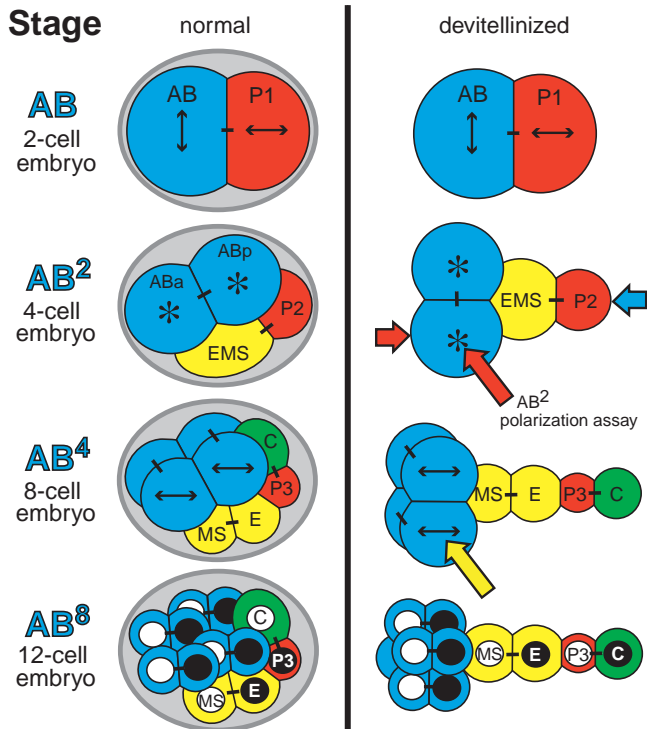 Stage
normal
devitellinized
AB
2-cell
embryo
AB
P1
AB
P1
AB²
4-cell
embryo
ABa
ABp
P2
EMS
EMS
P2
AB²
polarization assay
AB⁴
8-cell
embryo
C
P3
MS
E
MS
E
P3
C
AB⁸
12-cell
embryo
C
P3
MS
E
MS
E
P3
C